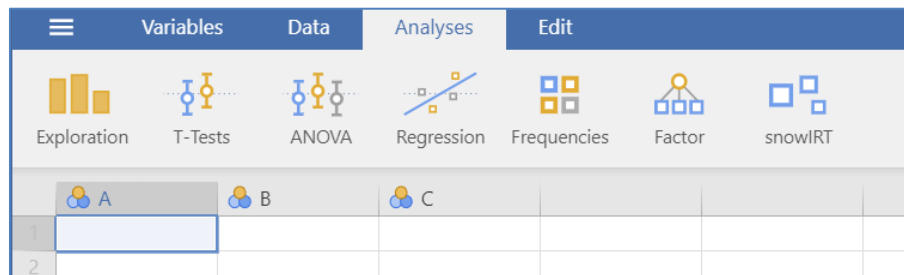 Variables Data Analyses Edit
Exploration T-Tests ANOVA Regression Frequencies Factor snowIRT
A B C
1
2